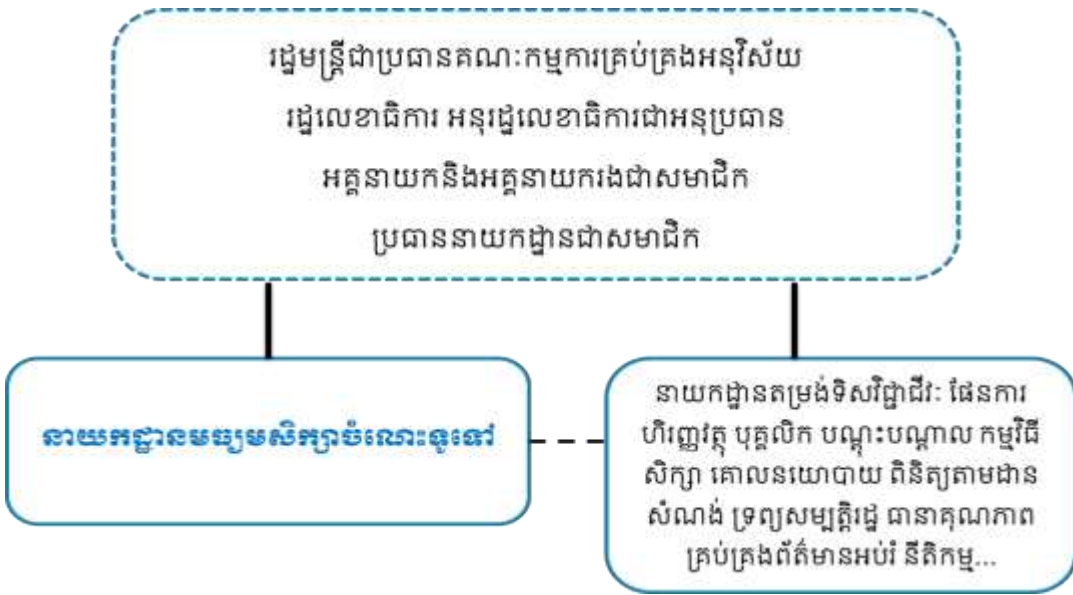 រដ្ឋមន្ត្រីជាប្រធានគណៈកម្មការគ្រប់គ្រងអនុវិស័យ
រដ្ឋលេខាធិការ អនុរដ្ឋលេខាធិការជាអនុប្រធាន
អគ្គនាយកនិងអគ្គនាយករងជាសមាជិក
ប្រធាននាយកដ្ឋានជាសមាជិក
នាយកដ្ឋានមធ្យមសិក្សាចំណេះទូទៅ
នាយកដ្ឋានតម្រង់ទិសវិជ្ជាជីវៈ ផែនការ
ហិរញ្ញវត្ថុ បុគ្គលិក បណ្តុះបណ្តាល កម្មវិធី
សិក្សា គោលនយោបាយ ពិនិត្យតាមដាន
សំណង់ ទ្រព្យសម្បត្តិរដ្ឋ ធានាគុណភាព
គ្រប់គ្រងព័ត៌មានអប់រំ នីតិកម្ម...